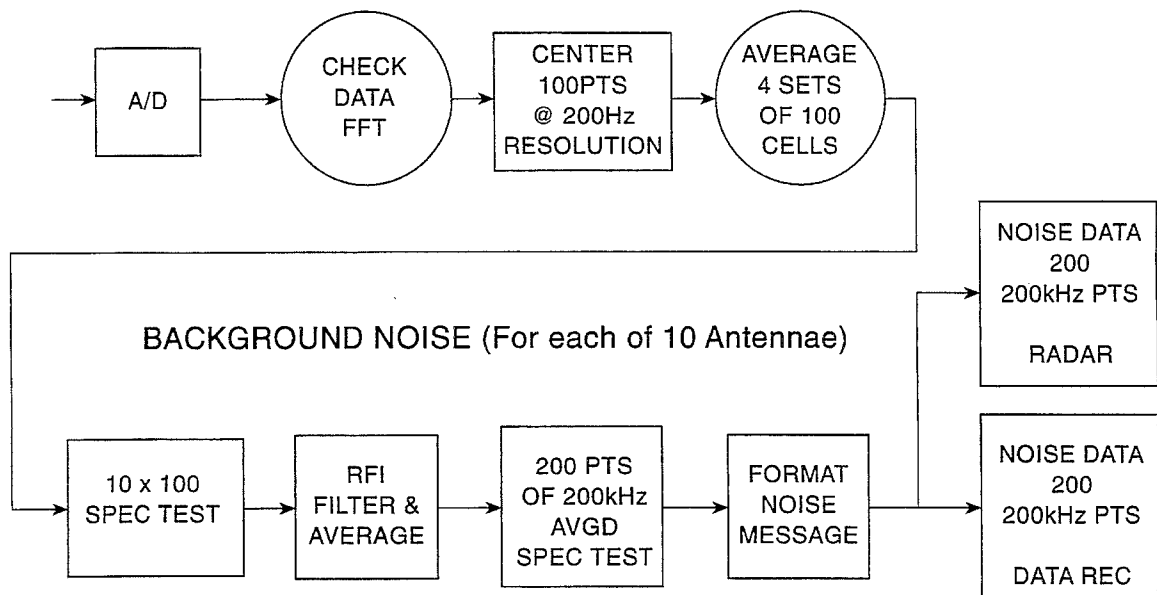 A/D
CHECK
DATA
FFT
CENTER
100PTS
@ 200Hz
RESOLUTION
AVERAGE
4 SETS
OF 100
CELLS
NOISE DATA
200
200kHz PTS
RADAR
BACKGROUND NOISE (For each of 10 Antennae)
10 x 100
SPEC TEST
RFI
FILTER &
AVERAGE
200 PTS
OF 200kHz
AVGD
SPEC TEST
FORMAT
NOISE
MESSAGE
NOISE DATA
200
200kHz PTS
DATA REC